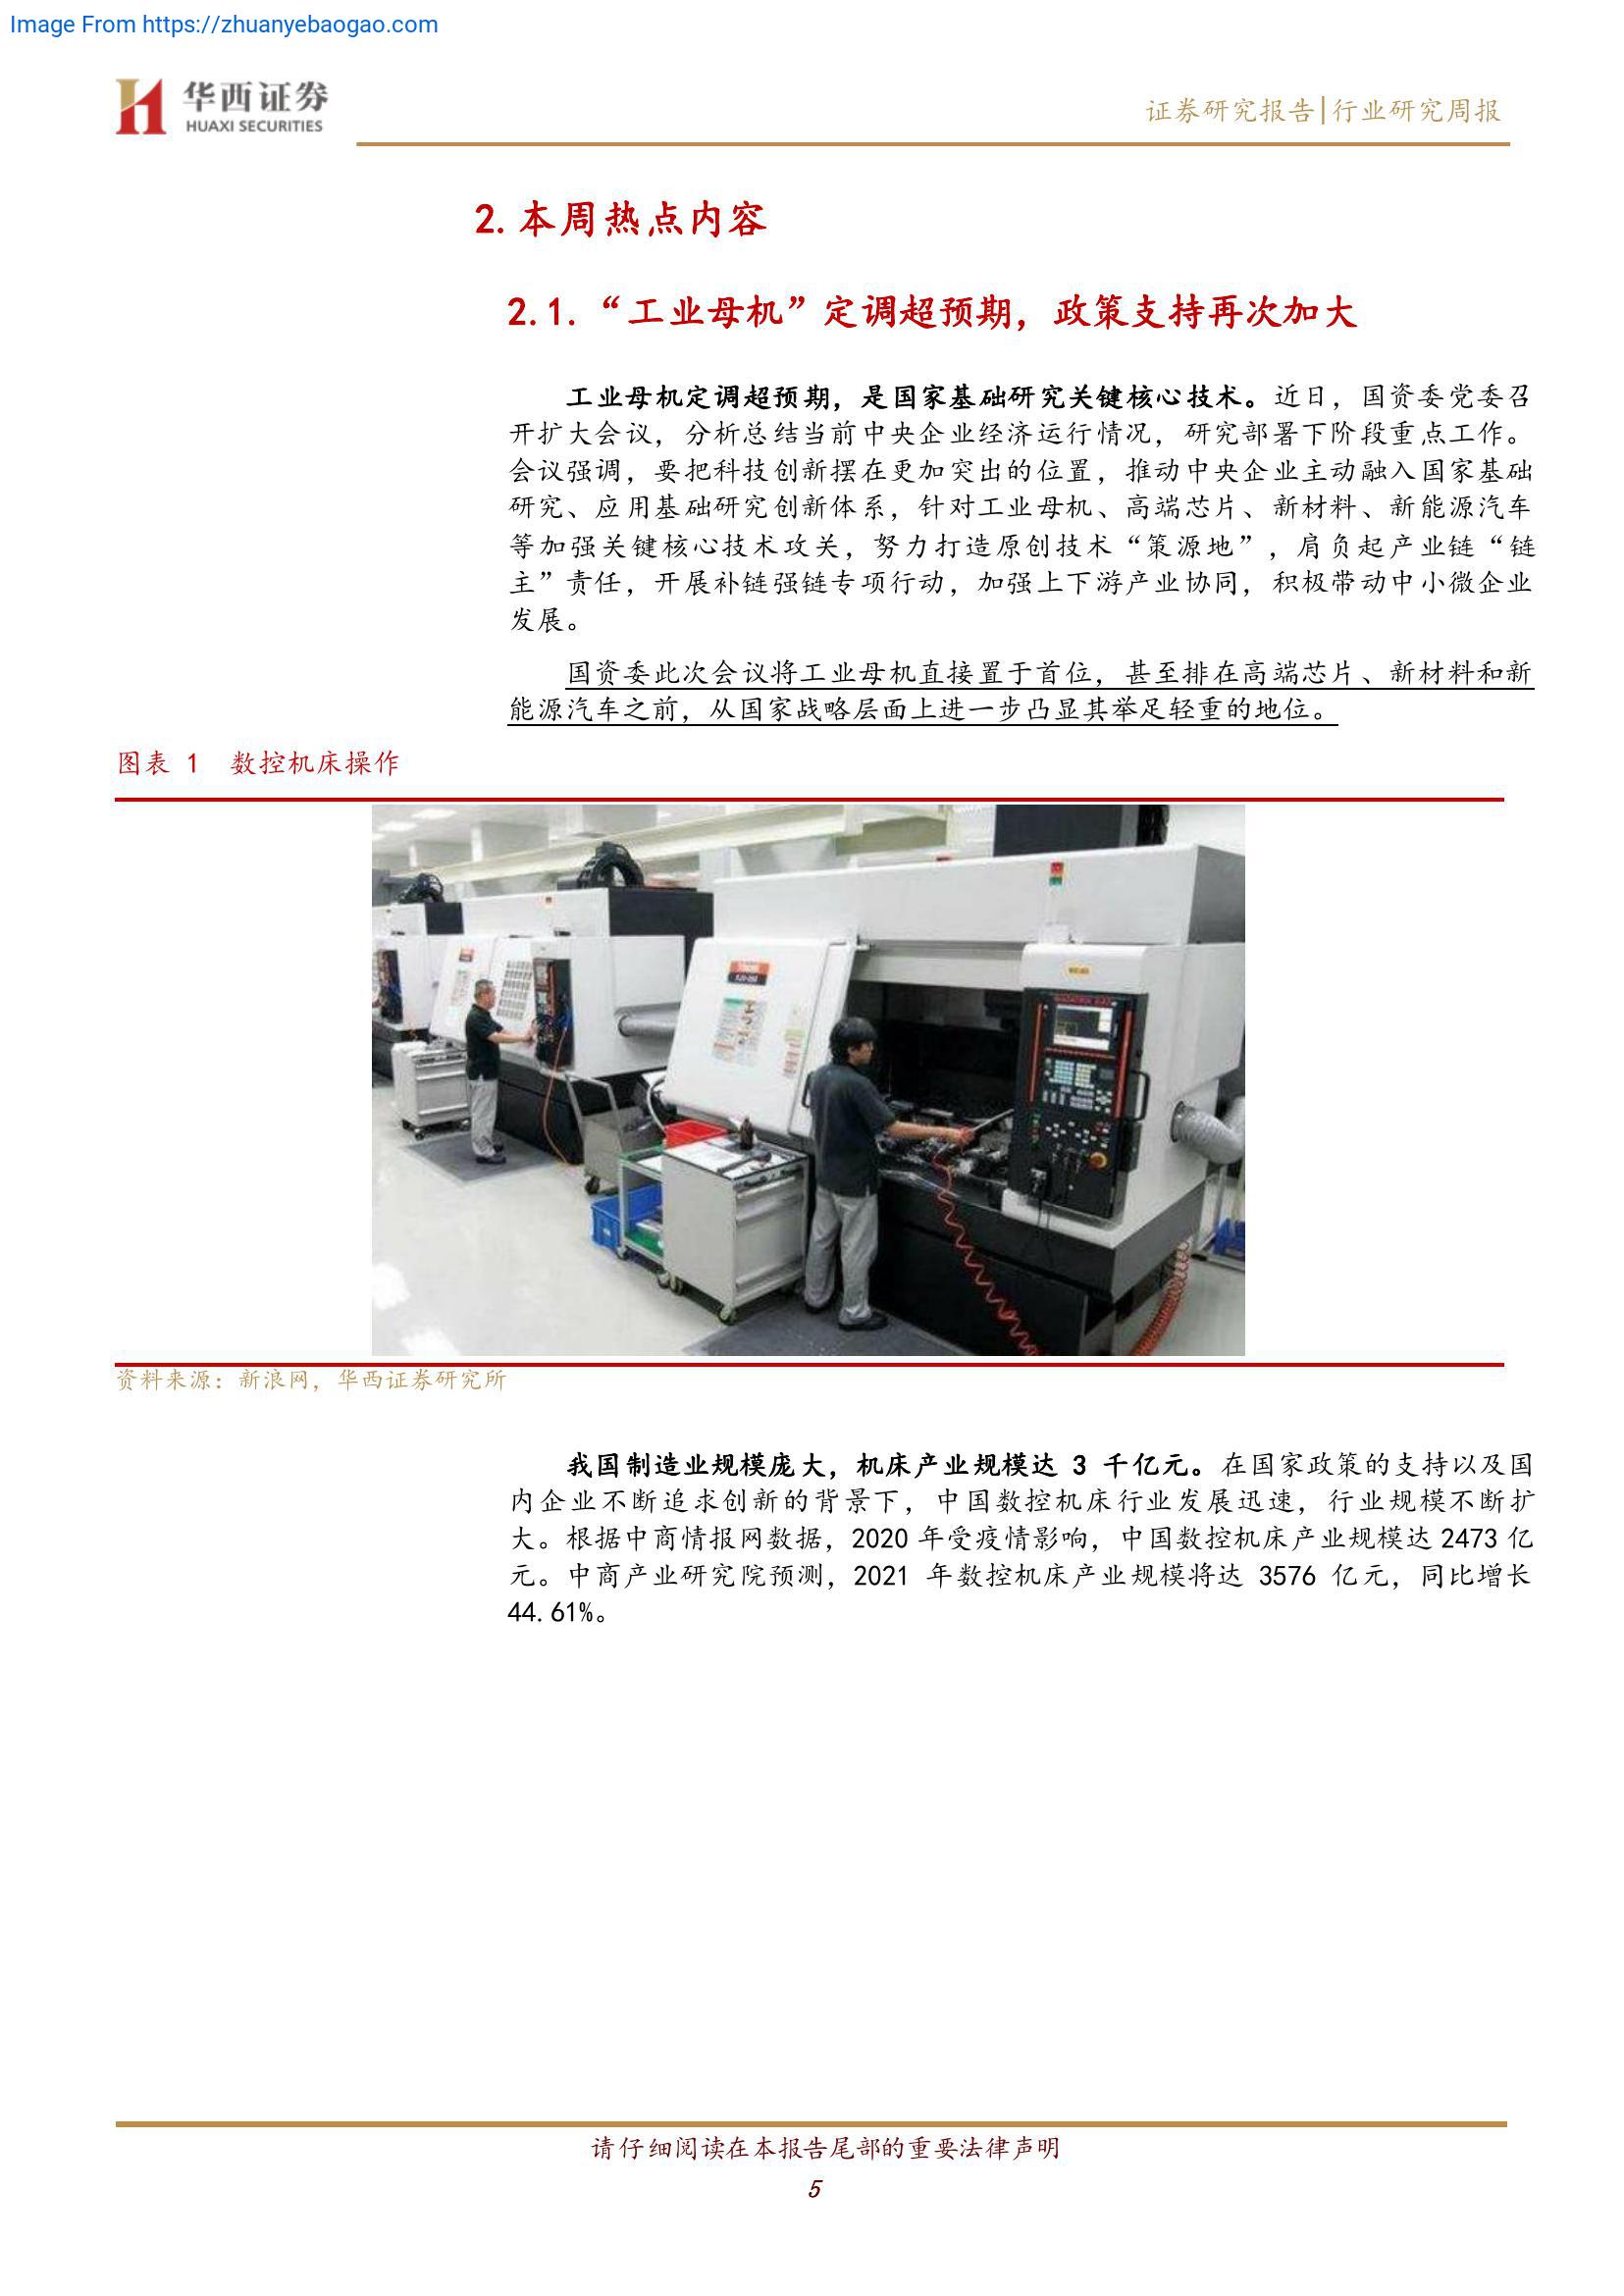 Image From https://zhuanyebaogao.com
华西证券
HUAXI SECURITIES
证券研究报告|行业研究周报
2. 本周热点内容
2.1. “工业母机”定调超预期，政策支持再次加大
工业母机定调超预期，是国家基础研究关键核心技术。近日，国资委党委召
开扩大会议，分析总结当前中央企业经济运行情况，研究部署下阶段重点工作。
会议强调，要把科技创新摆在更加突出的位置，推动中央企业主动融入国家基础
研究、应用基础研究创新体系，针对工业母机、高端芯片、新材料、新能源汽车
等加强关键核心技术攻关，努力打造原创技术“策源地”，肩负起产业链“链
主”责任，开展补链强链专项行动，加强上下游产业协同，积极带动中小微企业
发展。
国资委此次会议将工业母机直接置于首位，甚至排在高端芯片、新材料和新
能源汽车之前，从国家战略层面上进一步凸显其举足轻重的地位。
图表 1 数控机床操作
资料来源：新浪网，华西证券研究所
我国制造业规模庞大，机床产业规模达 3 千亿元。在国家政策的支持以及国
内企业不断追求创新的背景下，中国数控机床行业发展迅速，行业规模不断扩
大。根据中商情报网数据，2020 年受疫情影响，中国数控机床产业规模达 2473 亿
元。中商产业研究院预测，2021 年数控机床产业规模将达 3576 亿元，同比增长
44.61%。
请仔细阅读在本报告尾部的重要法律声明
5